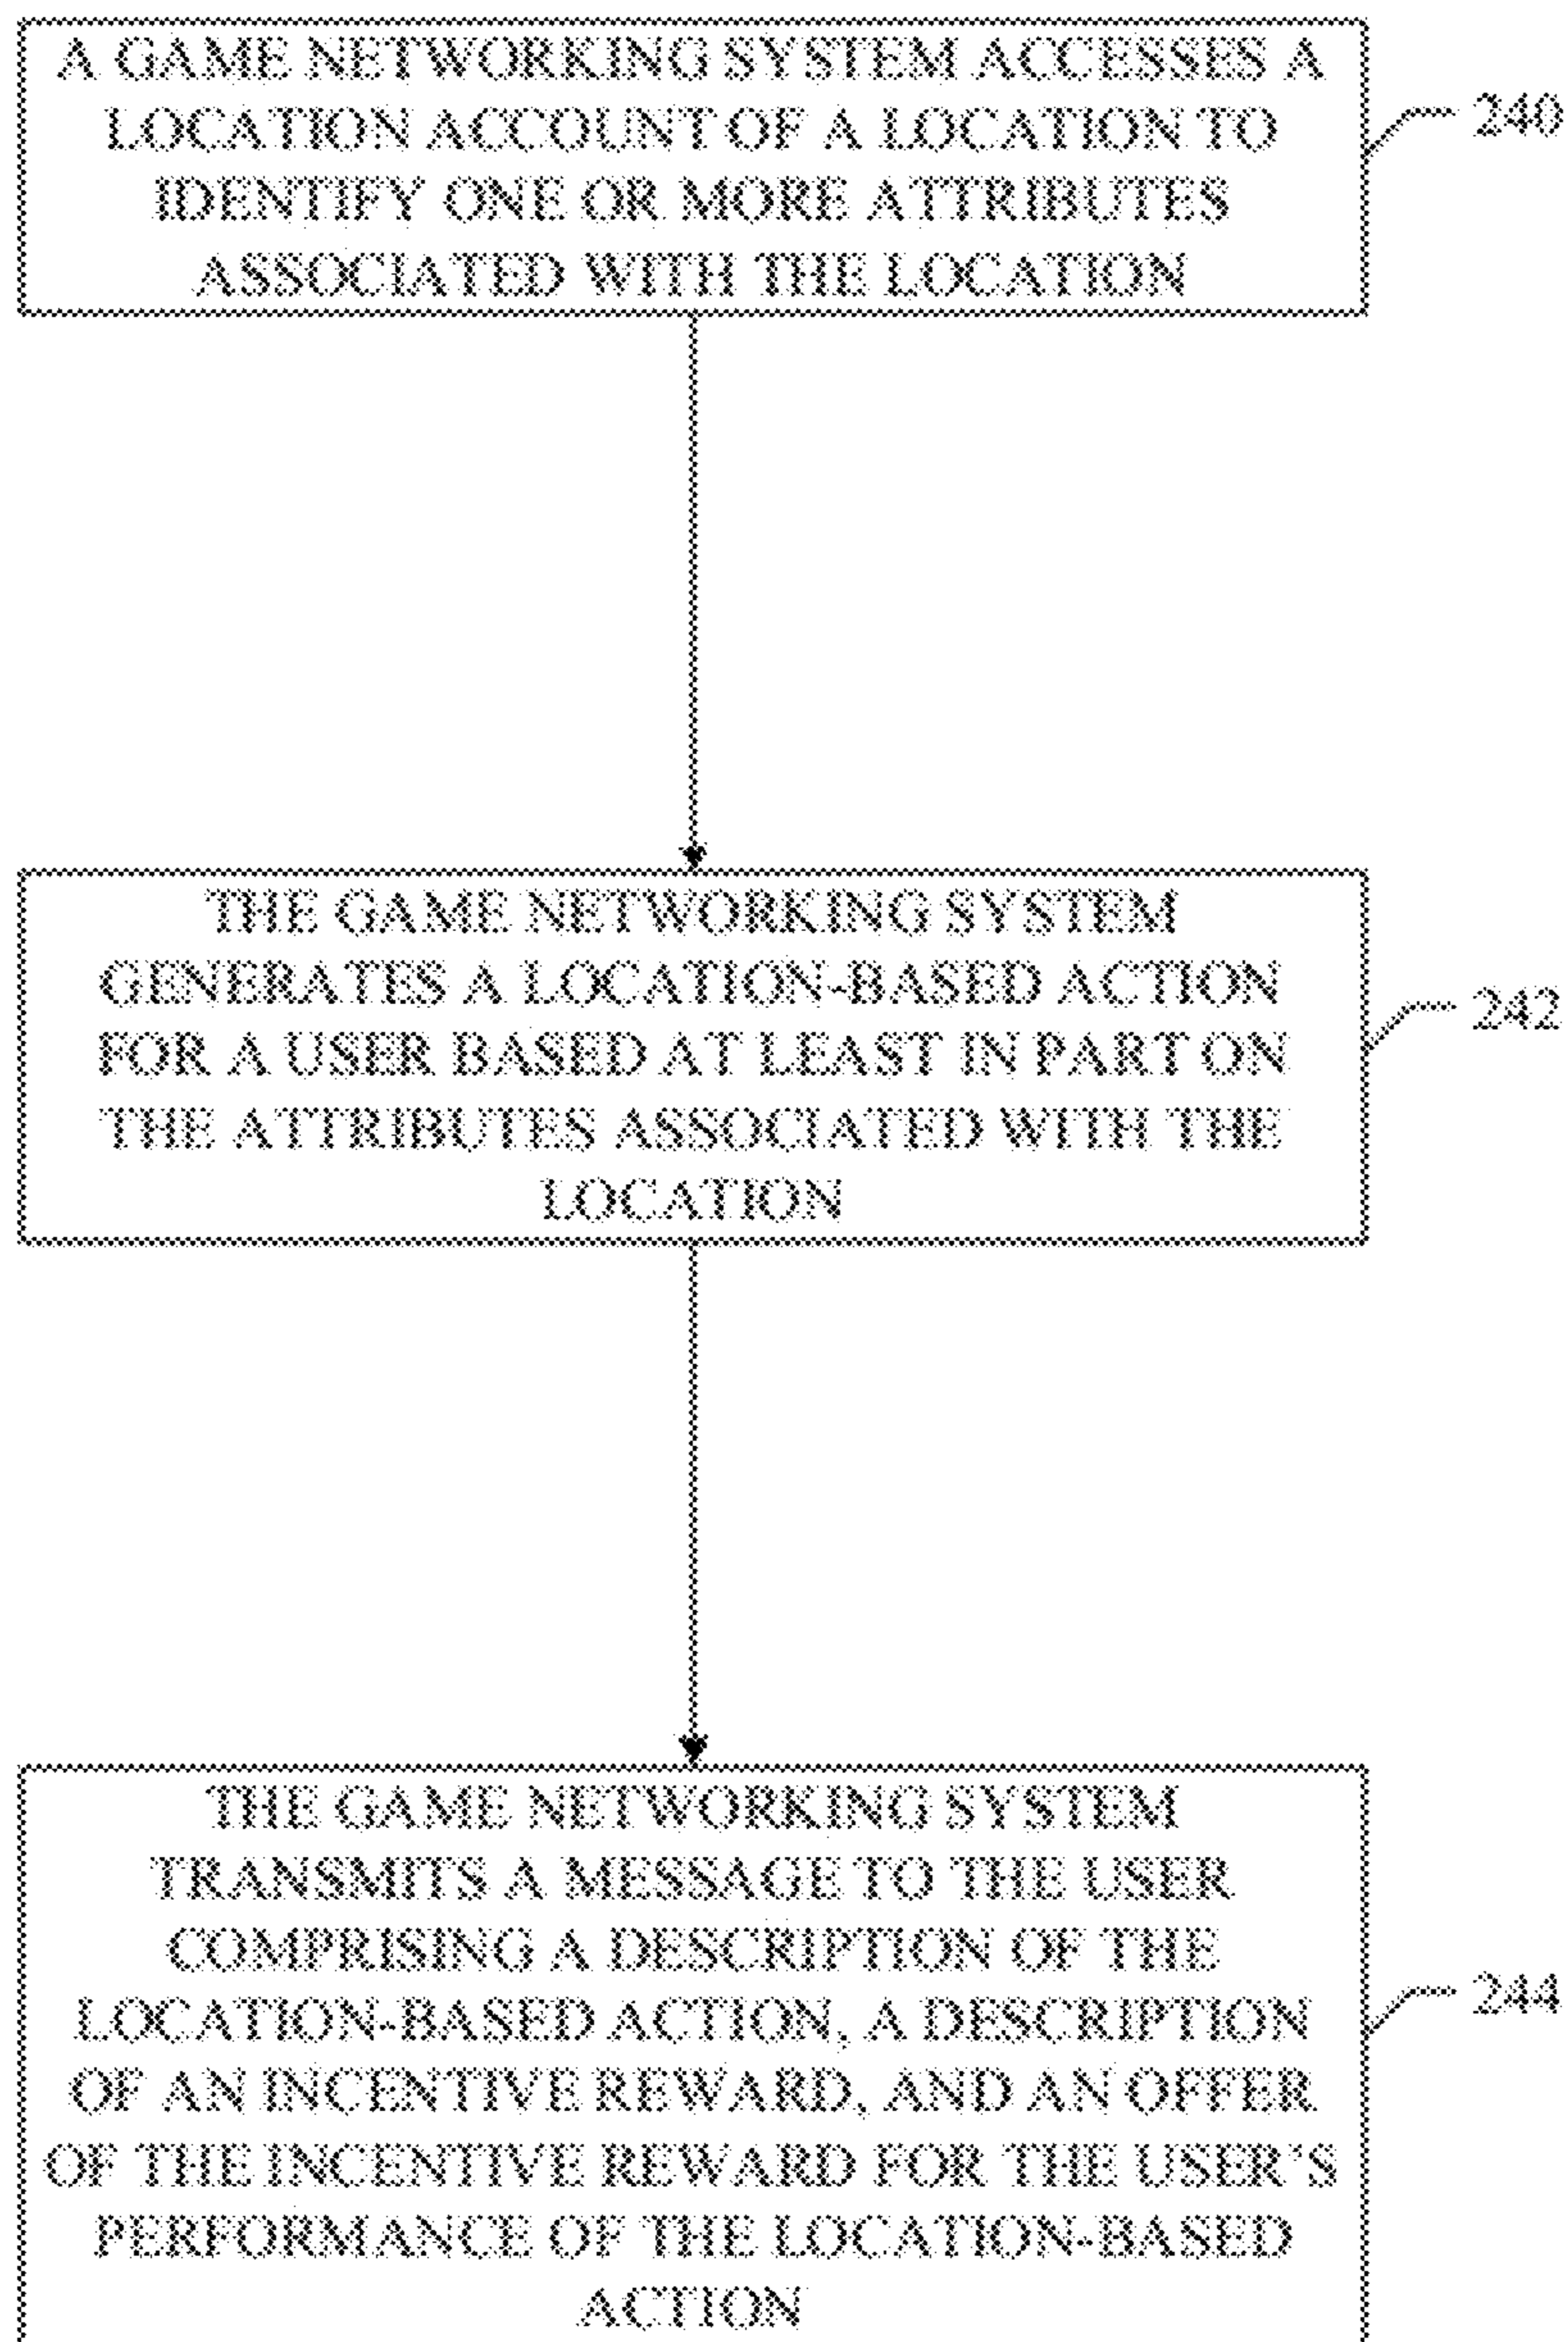 A GAME NETWORKING SYSTEM ACCESSES A
LOCATION ACCOUNT OF A LOCATION TO
IDENTIFY ONE OR MORE ATTRIBUTES
ASSOCIATED WITH THE LOCATION
240
THE GAME NETWORKING SYSTEM
GENERATES A LOCATION-BASED ACTION
FOR A USER BASED AT LEAST IN PART ON
THE ATTRIBUTES ASSOCIATED WITH THE
LOCATION
242
THE GAME NETWORKING SYSTEM
TRANSMITS A MESSAGE TO THE USER
COMPRISING A DESCRIPTION OF THE
LOCATION-BASED ACTION, A DESCRIPTION
OF AN INCENTIVE REWARD, AND AN OFFER
OF THE INCENTIVE REWARD FOR THE USER'S
PERFORMANCE OF THE LOCATION-BASED
ACTION
244